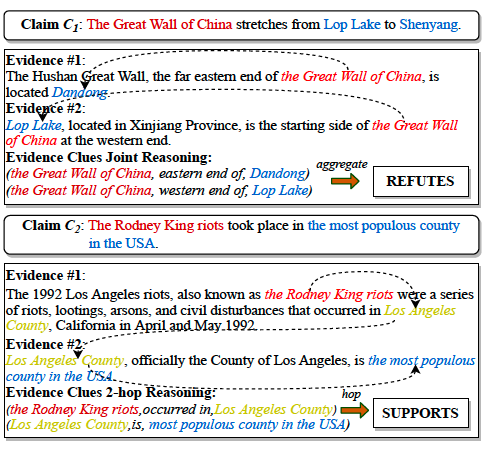 Claim C1: The Great Wall of China stretches from Lop Lake to Shenyang.
Evidence #1:
The Hushan Great Wall, the far eastern end of the Great Wall of China, is
located Dandong.
Evidence #2:
Lop Lake, located in Xinjiang Province, is the starting side of the Great Wall
of China at the western end.
Evidence Clues Joint Reasoning:
(the Great Wall of China, eastern end of, Dandong)
(the Great Wall of China, western end of, Lop Lake)
aggregate
REFUTES
Claim C2: The Rodney King riots took place in the most populous county
in the USA.
Evidence #1:
The 1992 Los Angeles riots, also known as the Rodney King riots were a series
of riots, lootings, arsons, and civil disturbances that occurred in Los Angeles
County, California in April and May 1992.
Evidence #2:
Los Angeles County, officially the County of Los Angeles, is the most populous
county in the USA.
Evidence Clues 2-hop Reasoning:
(the Rodney King riots,occurred in,Los Angeles County)
(Los Angeles County,is, most populous county in the USA)
hop
SUPPORTS